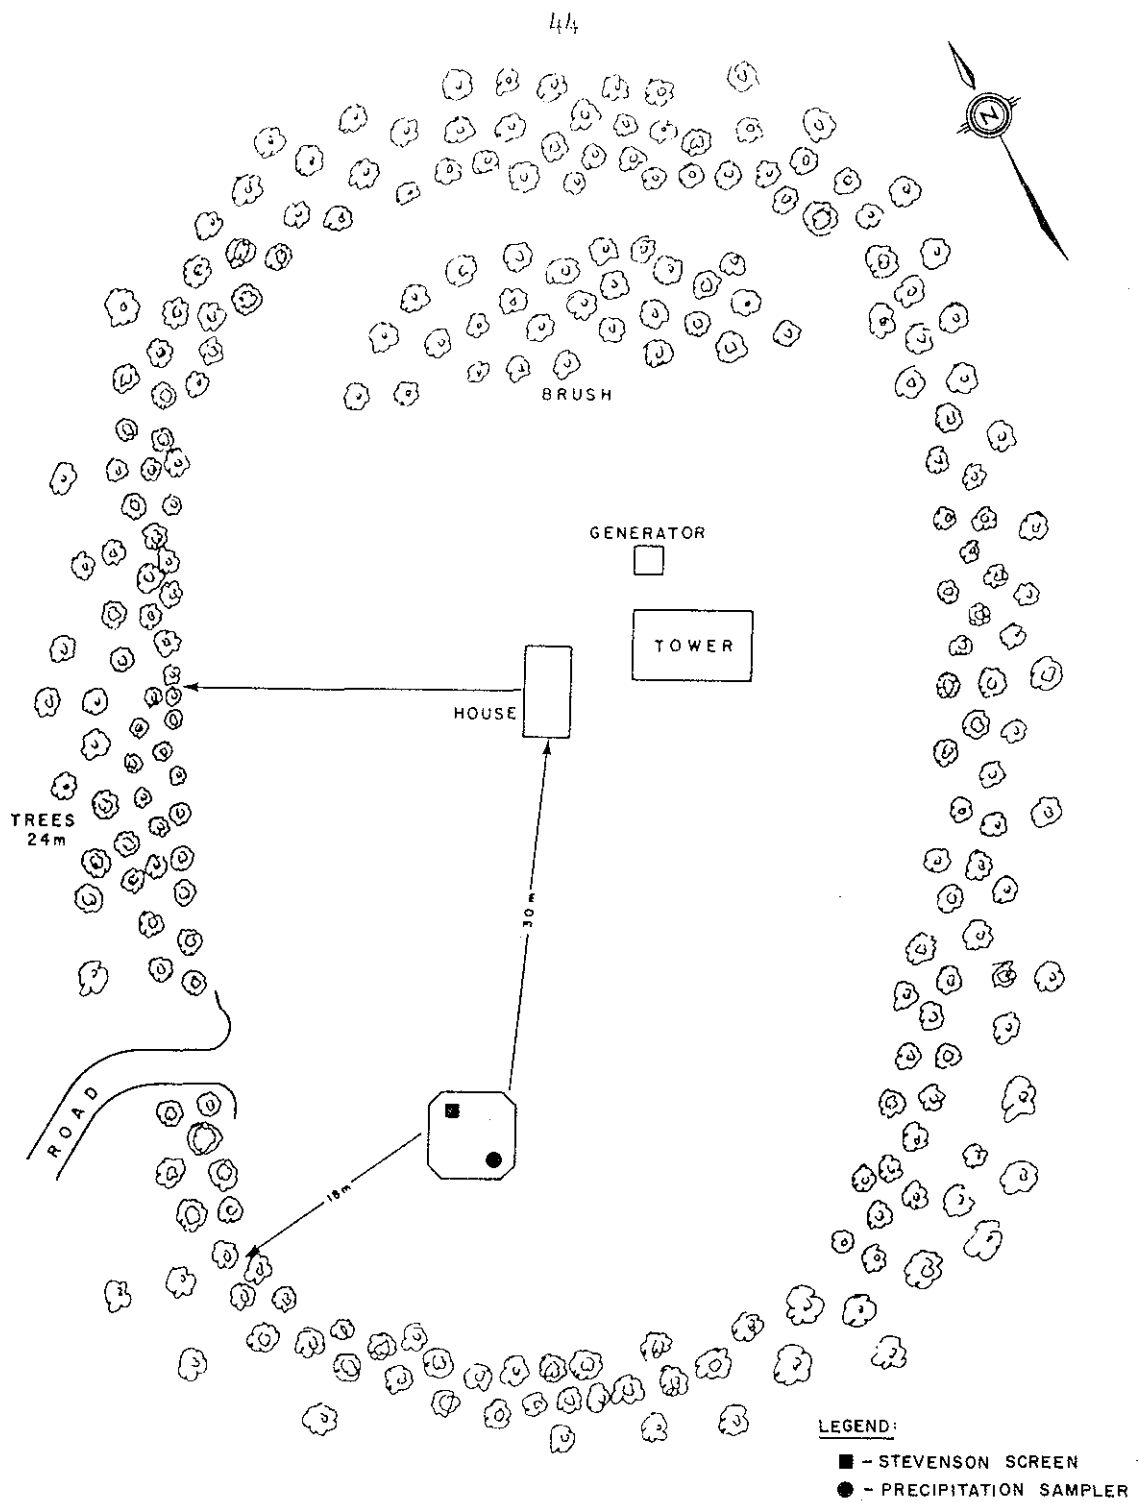 44
N
BRUSH
GENERATOR
TOWER
HOUSE
TREES
24m
30m
ROAD
18m
LEGEND:
■ - STEVENSON SCREEN
● - PRECIPITATION SAMPLER